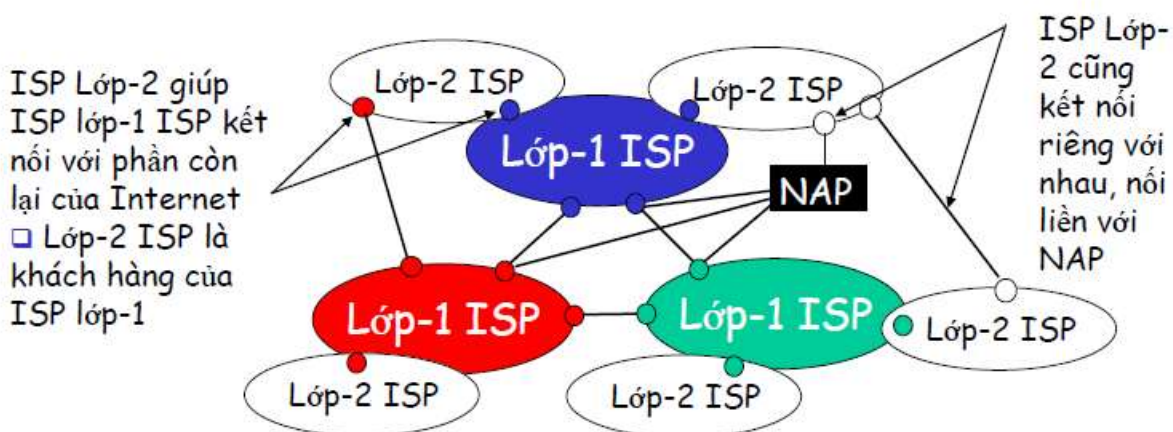 ISP Lớp-2 giúp
ISP lớp-1 ISP kết
nối với phần còn
lại của Internet
❑ Lớp-2 ISP là
khách hàng của
ISP lớp-1
Lớp-2 ISP
Lớp-2 ISP
Lớp-1 ISP
NAP
Lớp-1 ISP
Lớp-1 ISP
Lớp-2 ISP
Lớp-2 ISP
Lớp-2 ISP
ISP Lớp-
2 cũng
kết nối
riêng với
nhau, nối
liền với
NAP